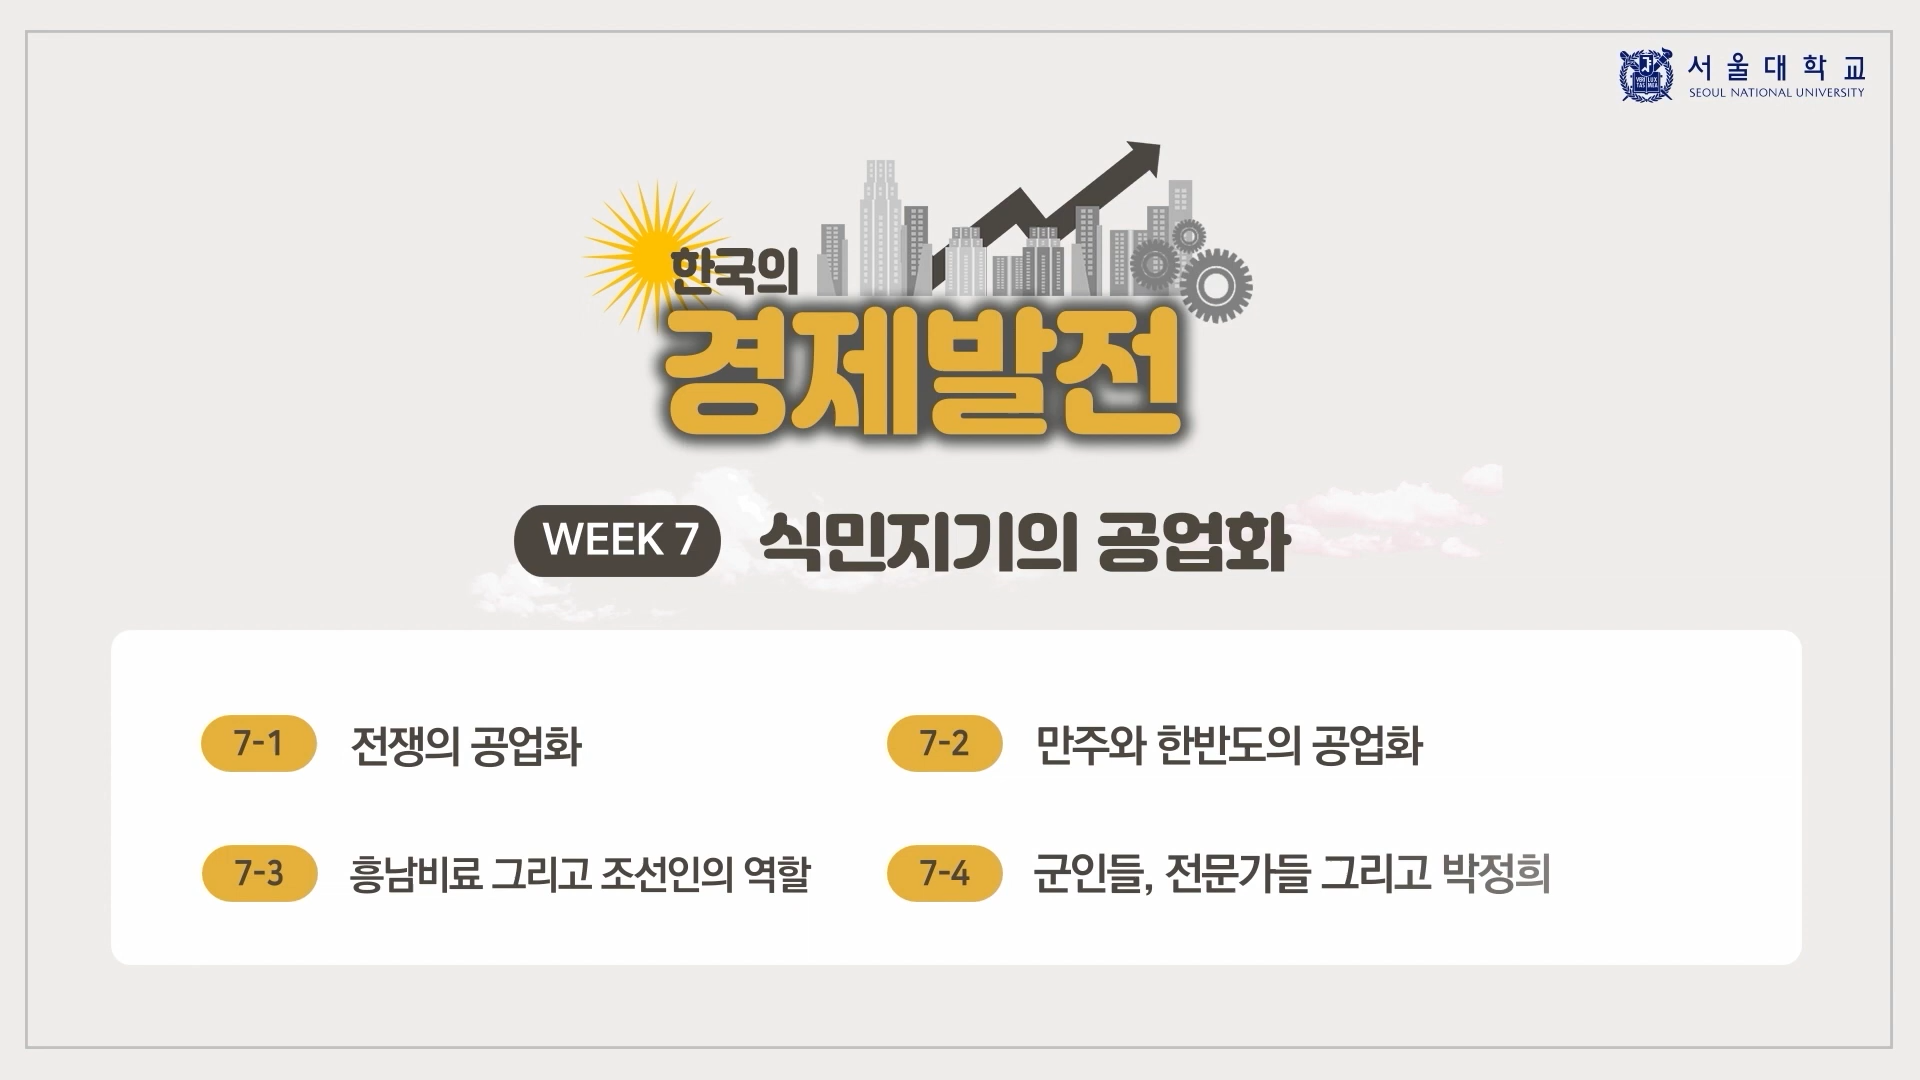 서울대학교
SEOUL NATIONAL UNIVERSITY
한국의
경제발전
WEEK 7 식민지기의 공업화
7-1 전쟁의 공업화
7-2 만주와 한반도의 공업화
7-3 흥남비료 그리고 조선인의 역할
7-4 군인들, 전문가들 그리고 박정희